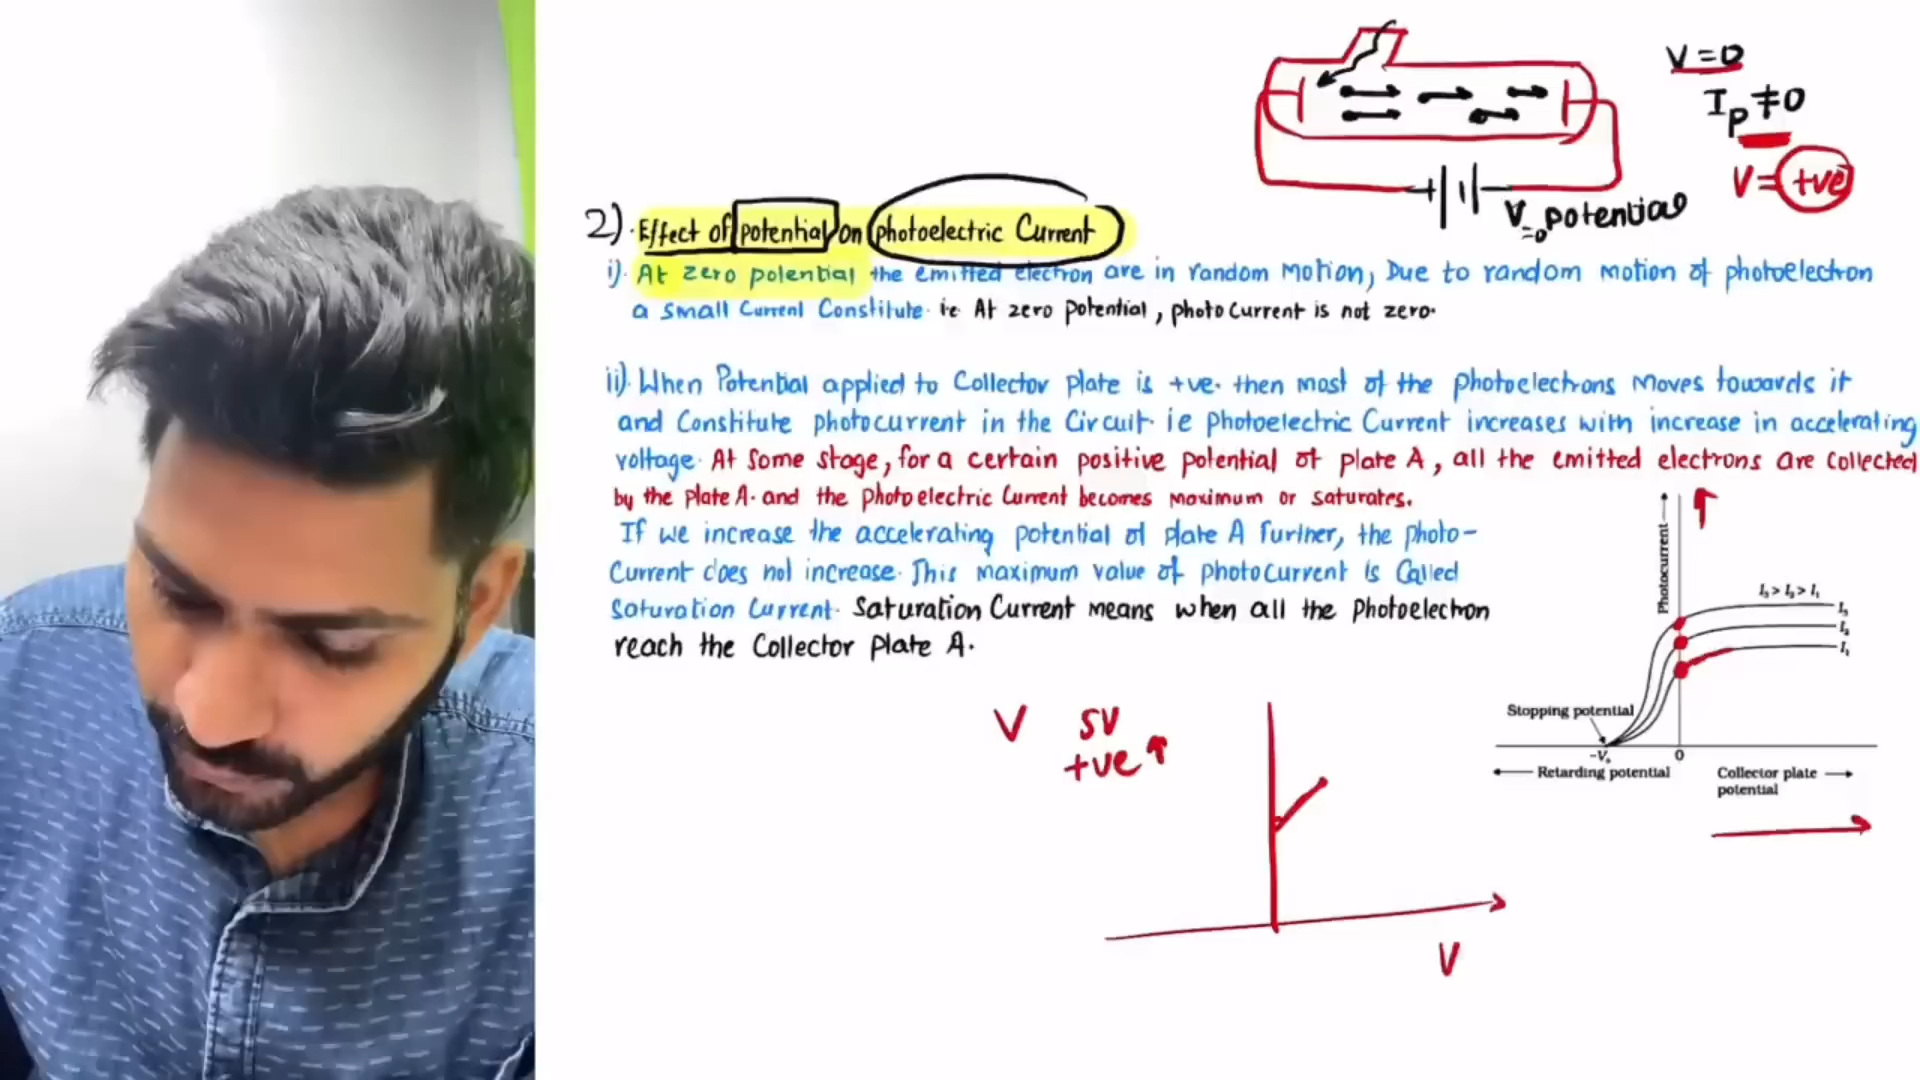 V=0
Ip≠0
V=+ve
V=0 potential
2). Effect of potential on photoelectric Current
i). At zero potential the emitted electron are in random Motion, Due to random motion of photoelectron
a small Current Constitute. i.e. At zero Potential, photo Current is not zero.
ii). When Potential applied to Collector plate is +ve. then most of the photoelectrons Moves towards it
and Constitute photocurrent in the Circuit. ie Photoelectric Current increases with increase in accelerating
voltage. At Some stage, for a certain positive potential of plate A, all the emitted electrons are Collected
by the plate A. and the photoelectric Current becomes maximum or saturates.
If we increase the accelerating potential of plate A further, the photo-
Current does not increase. This maximum value of photocurrent is Called
Saturation Current. Saturation Current means when all the Photoelectron
reach the Collector plate A.
Photocurrent
I₃ > I₂ > I₁
I₃
I₂
I₁
Stopping potential
-V₀
0
Retarding potential
Collector plate
potential
V 5V
+ve
V